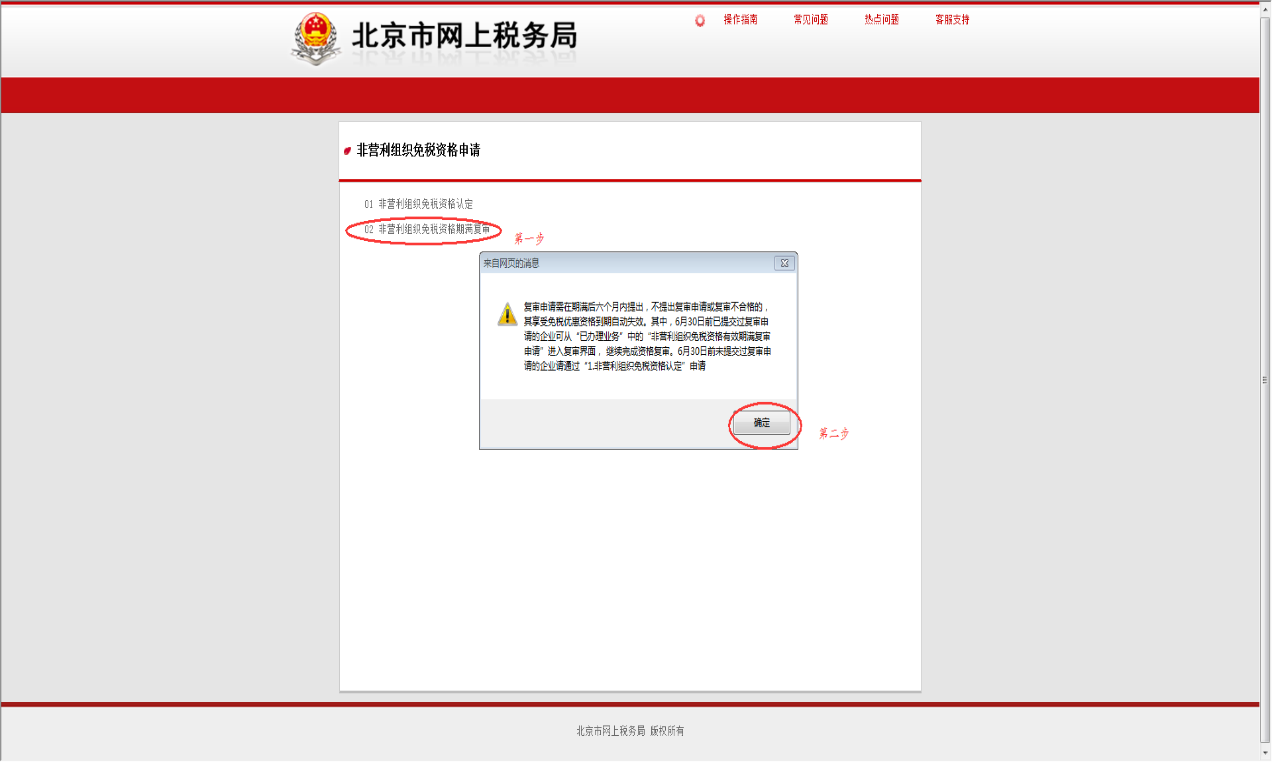 北京市网上税务局
操作指南 常见问题 热点问题 客服支持
非营利组织免税资格申请
01 非营利组织免税资格认定
02 非营利组织免税资格期满复审
第一步
来自网页的消息
复审申请需在期满后六个月内提出，不提出复审申请或复审不合格的，
其享受免税优惠资格到期自动失效。其中，6月30日前已提交过复审申
请的企业可从“已办理业务”中的“非营利组织免税资格有效期满复审
申请”进入复审界面，继续完成资格复审。6月30日前未提交过复审申
请的企业请通过“1.非营利组织免税资格认定”申请
确定
第二步
北京市网上税务局 版权所有